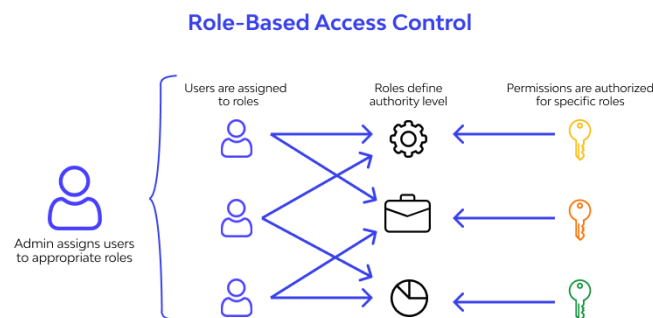 Role-Based Access Control
Users are assigned
to roles
Roles define
authority level
Permissions are authorized
for specific roles
Admin assigns users
to appropriate roles